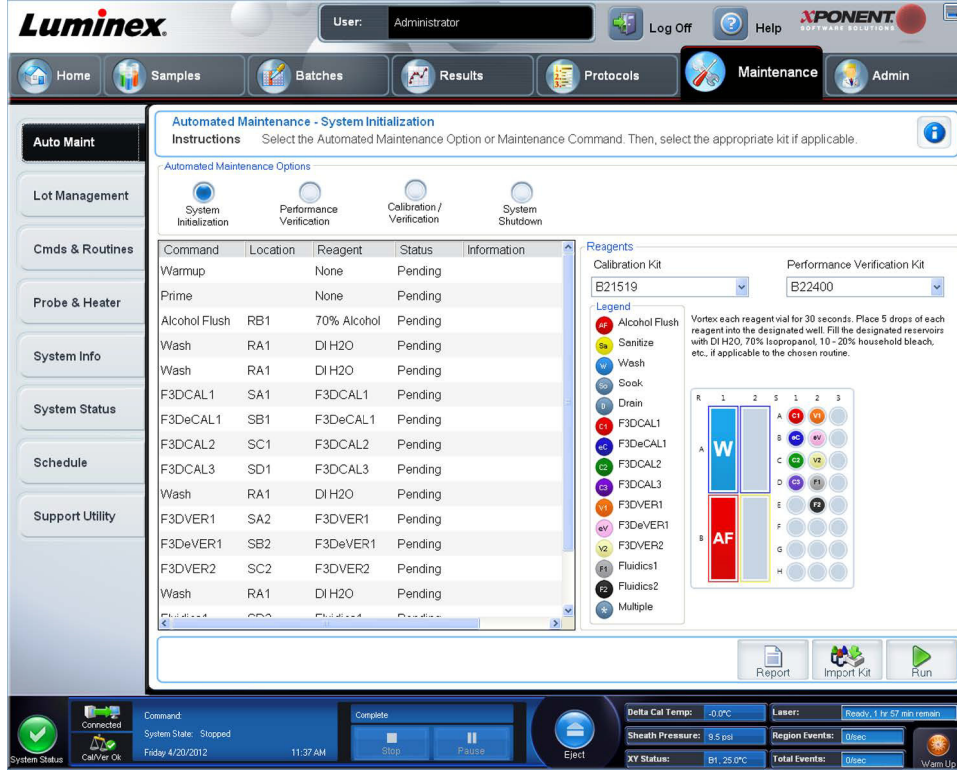 Luminex.
User: Administrator
Log Off
Help
XPONENT.
SOFTWARE SOLUTIONS
Home
Samples
Batches
Results
Protocols
Maintenance
Admin
Auto Maint
Lot Management
Cmds & Routines
Probe & Heater
System Info
System Status
Schedule
Support Utility
Automated Maintenance - System Initialization
Instructions Select the Automated Maintenance Option or Maintenance Command. Then, select the appropriate kit if applicable.
Automated Maintenance Options
System Initialization
Performance Verification
Calibration / Verification
System Shutdown
Command Location Reagent Status Information
Warmup None Pending
Prime None Pending
Alcohol Flush RB1 70% Alcohol Pending
Wash RA1 DI H2O Pending
Wash RA1 DI H2O Pending
F3DCAL1 SA1 F3DCAL1 Pending
F3DeCAL1 SB1 F3DeCAL1 Pending
F3DCAL2 SC1 F3DCAL2 Pending
F3DCAL3 SD1 F3DCAL3 Pending
Wash RA1 DI H2O Pending
F3DVER1 SA2 F3DVER1 Pending
F3DeVER1 SB2 F3DeVER1 Pending
F3DVER2 SC2 F3DVER2 Pending
Wash RA1 DI H2O Pending
Reagents
Calibration Kit
B21519
Performance Verification Kit
B22400
Legend
AF Alcohol Flush
Sa Sanitize
W Wash
So Soak
D Drain
C1 F3DCAL1
eC F3DeCAL1
C2 F3DCAL2
C3 F3DCAL3
V1 F3DVER1
eV F3DeVER1
V2 F3DVER2
F1 Fluidics1
F2 Fluidics2
* Multiple
Vortex each reagent vial for 30 seconds. Place 5 drops of each
reagent into the designated well. Fill the designated reservoirs
with DI H2O, 70% Isopropanol, 10 - 20% household bleach,
etc., if applicable to the chosen routine.
R 1 2 S 1 2 3
A C1 V1
B eC eV
A W
C C2 V2
D C3 F1
E F2
F
B AF
G
H
Report
Import Kit
Run
System Status
Connected
Cal/Ver Ok
Command:
System State: Stopped
Friday 4/20/2012 11:37 AM
Complete
Stop
Pause
Eject
Delta Cal Temp: -0.0°C
Sheath Pressure: 9.5 psi
XY Status: B1, 25.0°C
Laser: Ready, 1 hr 57 min remain
Region Events: 0/sec
Total Events: 0/sec
Warm Up